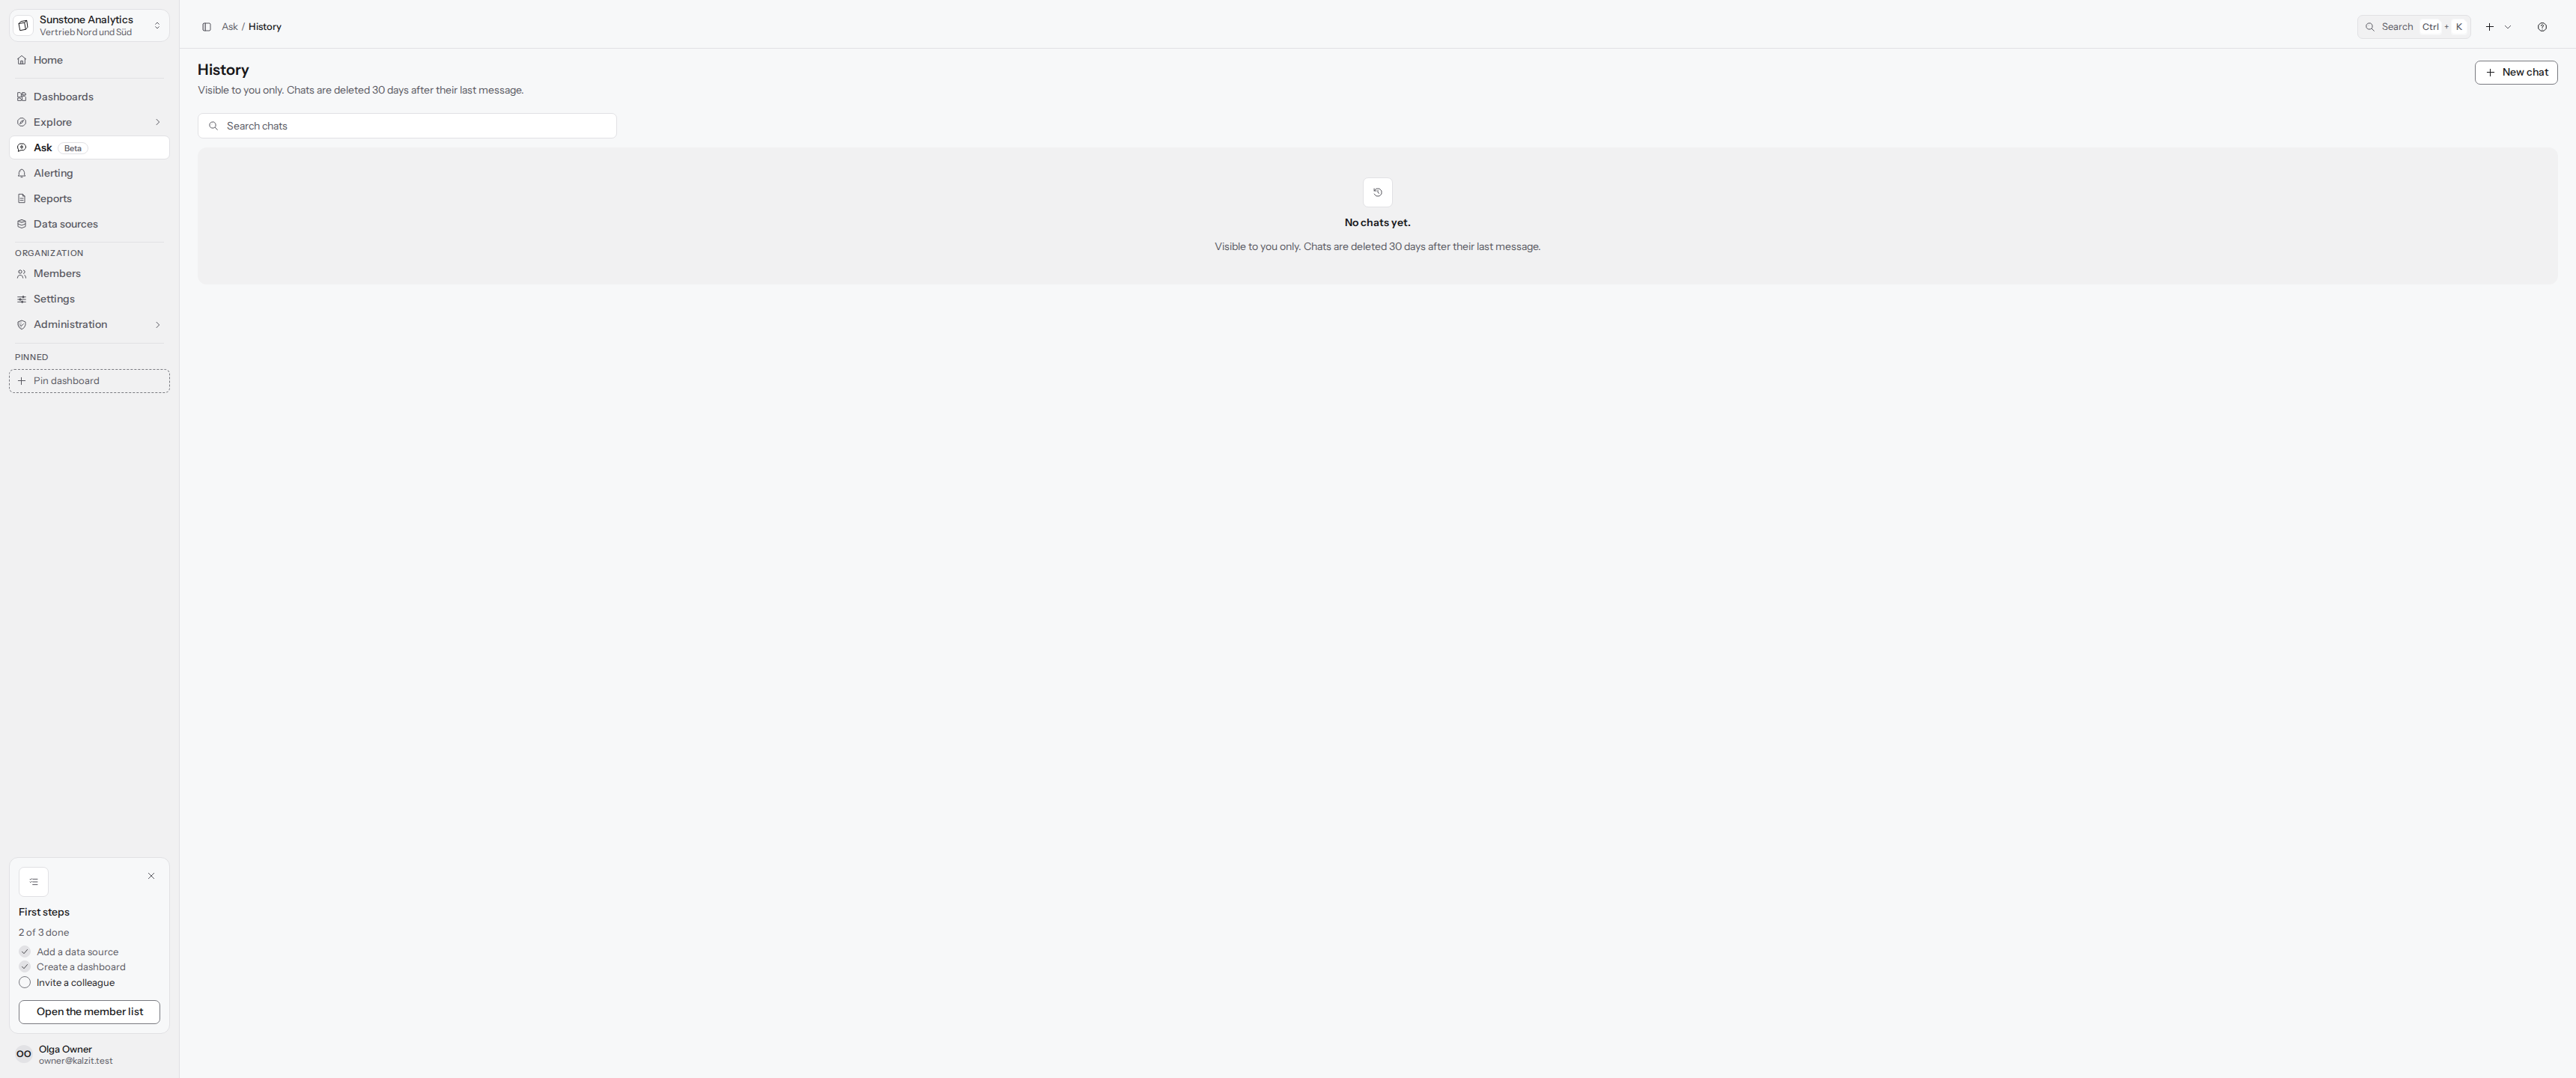 Sunstone Analytics
Vertrieb Nord und Süd
Home
Dashboards
Explore
Ask Beta
Alerting
Reports
Data sources
ORGANIZATION
Members
Settings
Administration
PINNED
Pin dashboard
First steps
2 of 3 done
Add a data source
Create a dashboard
Invite a colleague
Open the member list
OO
Olga Owner
owner@kalzit.test
Ask / History
Search Ctrl + K
History
Visible to you only. Chats are deleted 30 days after their last message.
New chat
Search chats
No chats yet.
Visible to you only. Chats are deleted 30 days after their last message.